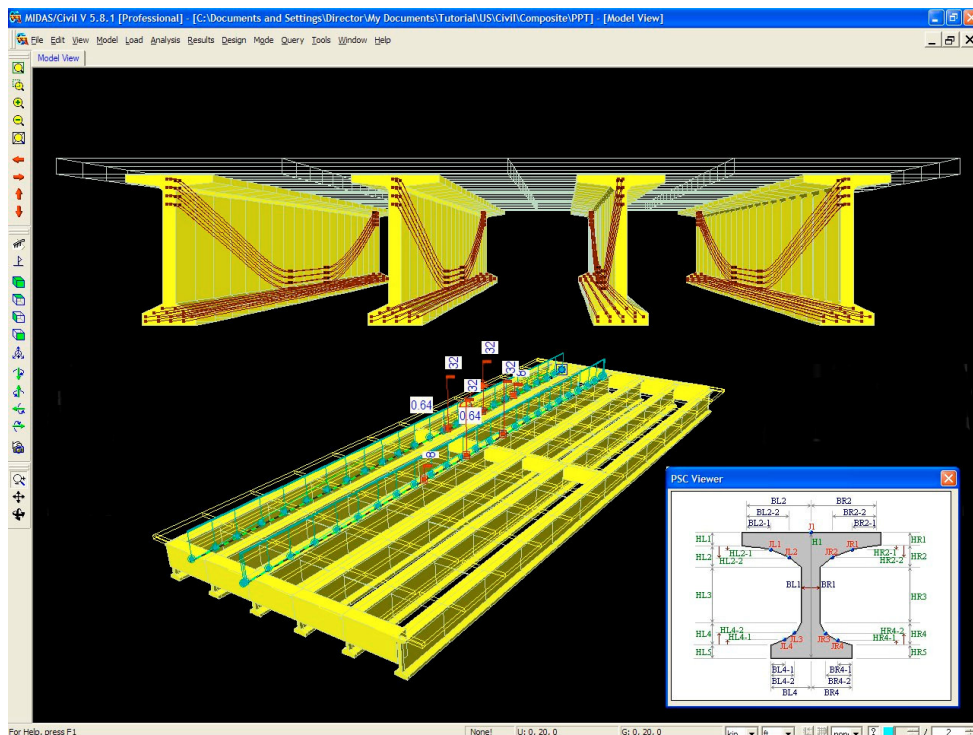 MIDAS/Civil V 5.8.1 [Professional] - [C:\Documents and Settings\Director\My Documents\Tutorial\US\Civil\Composite\PPT] - [Model View]
File Edit View Model Load Analysis Results Design Mode Query Tools Window Help
Model View
32
32
32
32
8
0.64
0.64
8
PSC Viewer
BL2 BR2
BL2-2 BR2-2
BL2-1 BR2-1
J1
HL1 H1 HR1
JL1 JR1
HL2 HL2-1 JL2 JR2 HR2-1 HR2
HL2-2 HR2-2
BL1 BR1
HL3 HR3
HL4 HL4-2 JL3 JR3 HR4-2 HR4
HL4-1 JL4 JR4 HR4-1
HL5 HR5
BL4-1 BR4-1
BL4-2 BR4-2
BL4 BR4
For Help, press F1 None! U: 0, 20, 0 G: 0, 20, 0 kip ft non 2